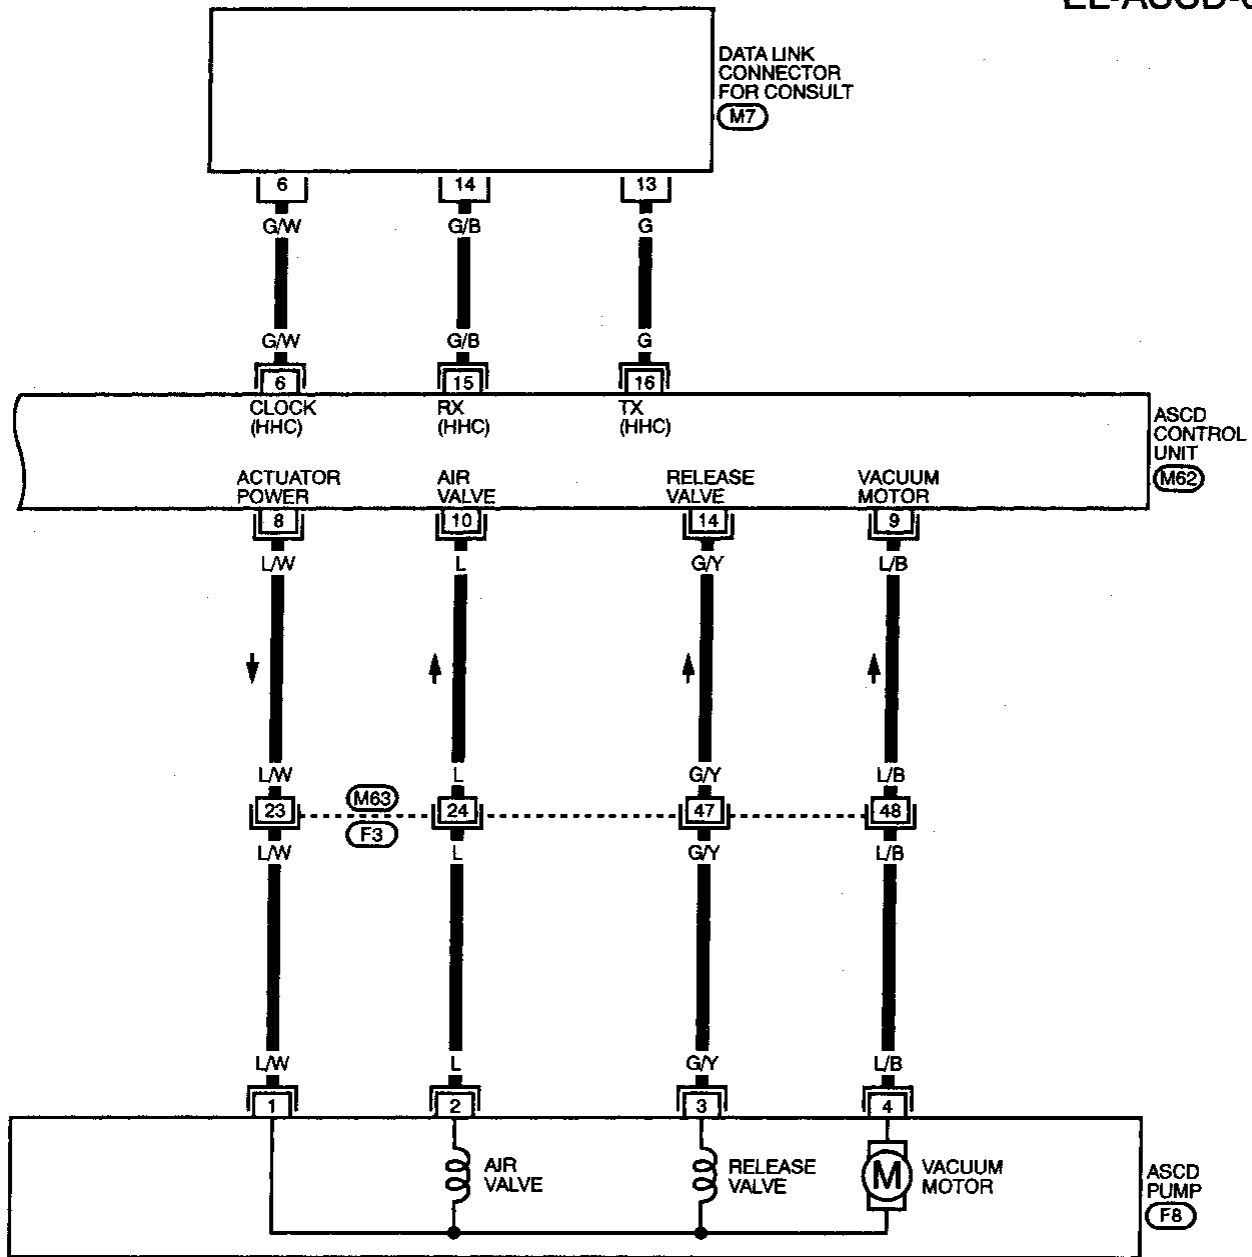 DATA LINK
CONNECTOR
FOR CONSULT
M7
6 14 13
G/W G/B G
G/W G/B G
6 15 16
CLOCK
(HHC)
RX
(HHC)
TX
(HHC)
ASCD
CONTROL
UNIT
M62
ACTUATOR
POWER
AIR
VALVE
RELEASE
VALVE
VACUUM
MOTOR
8 10 14 9
L/W L G/Y L/B
L/W L G/Y L/B
23 M63 24 47 48
F3
L/W L G/Y L/B
L/W L G/Y L/B
1 2 3 4
AIR
VALVE
RELEASE
VALVE
M
VACUUM
MOTOR
ASCD
PUMP
F8